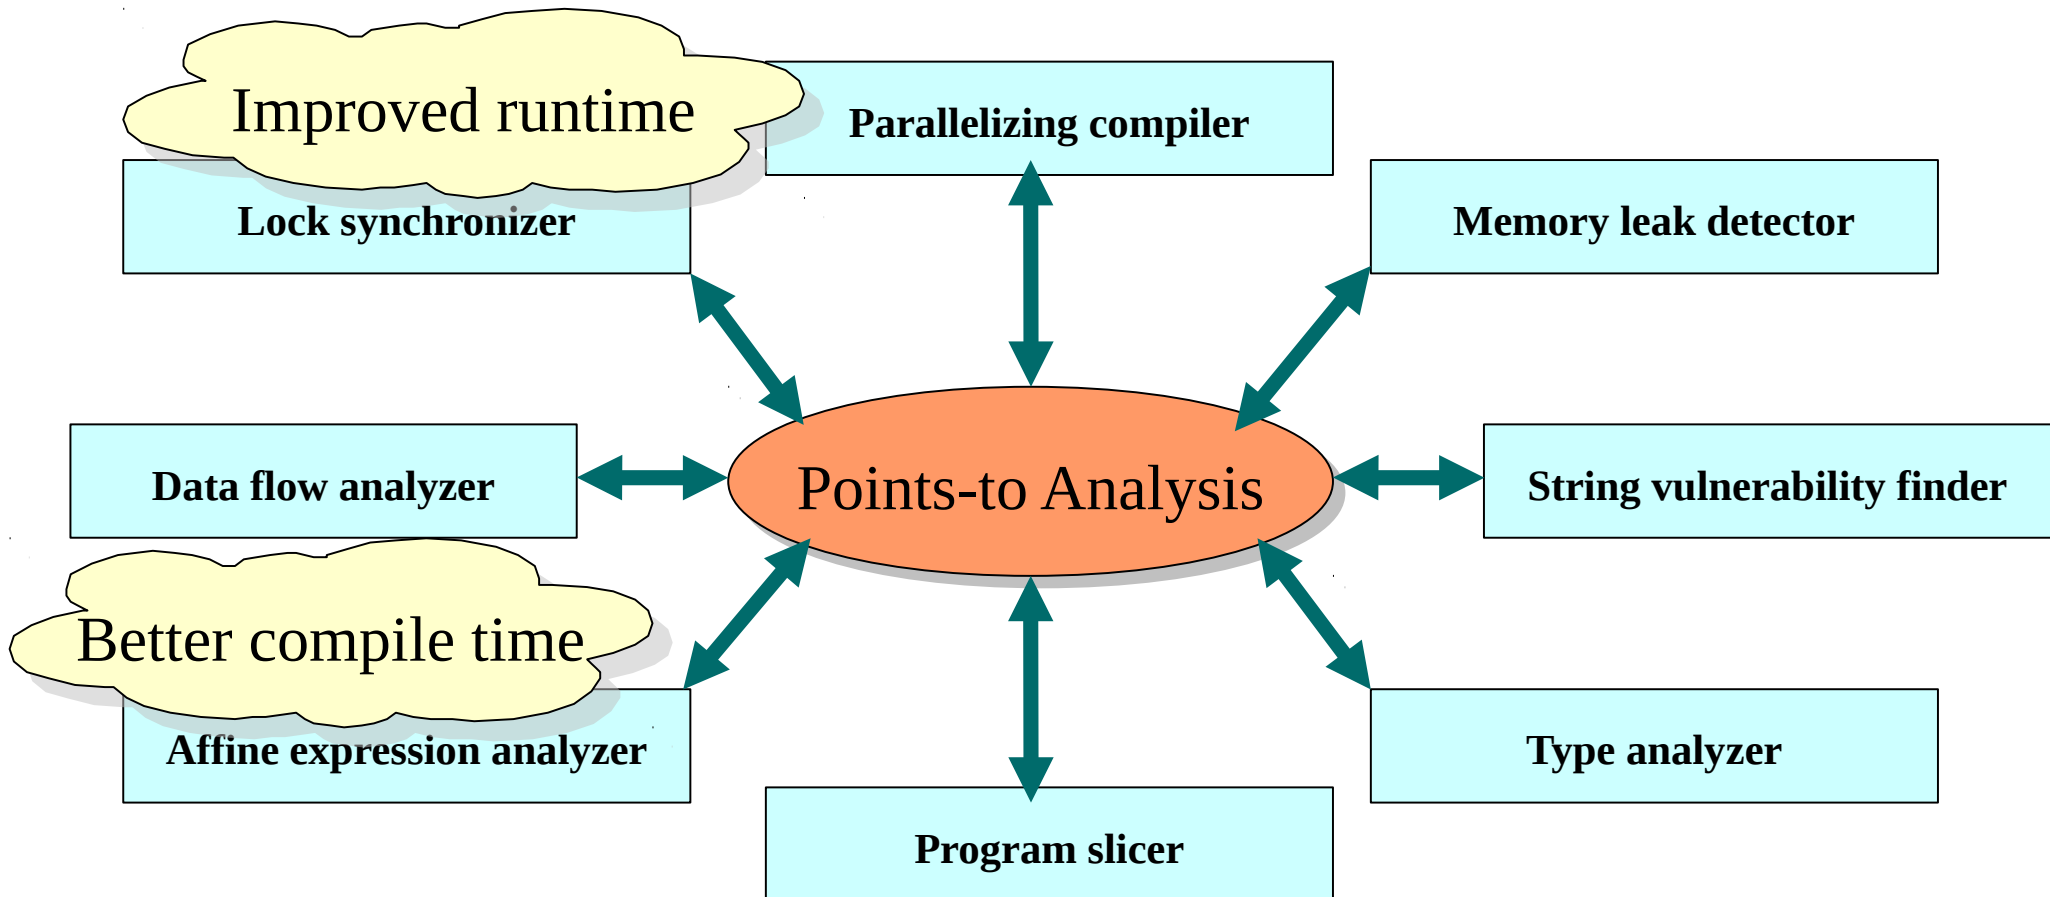 Improved runtime
Parallelizing compiler
Lock synchronizer
Memory leak detector
Data flow analyzer
Points-to Analysis
String vulnerability finder
Better compile time
Affine expression analyzer
Type analyzer
Program slicer